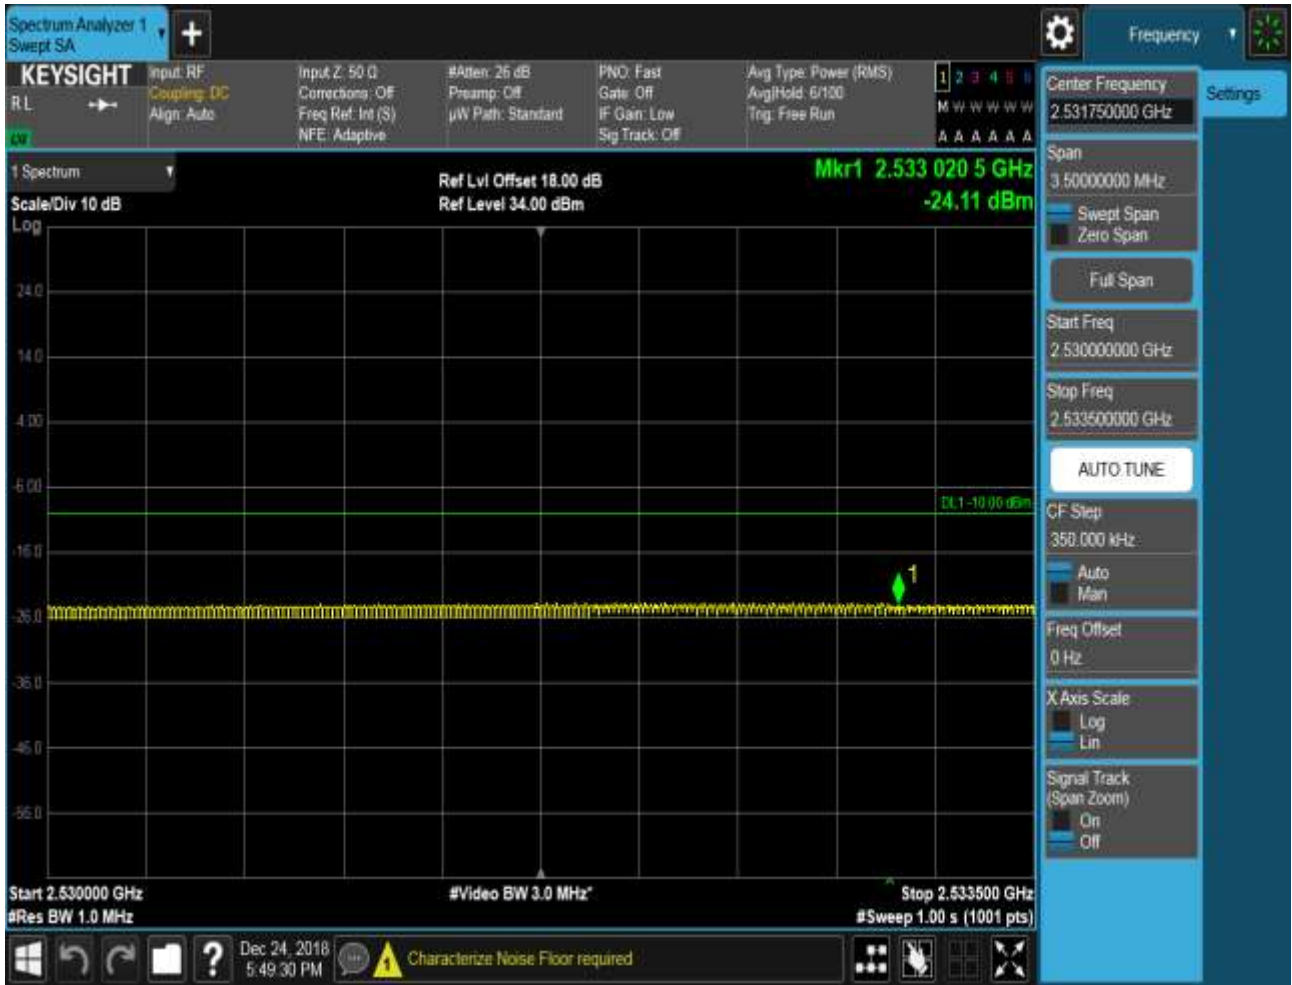 Spectrum Analyzer 1
Swept SA
Frequency
KEYSIGHT
RL
Input: RF
Coupling: DC
Align: Auto
Input Z: 50 Ω
Corrections: Off
Freq Ref: Int (S)
NFE: Adaptive
#Atten: 26 dB
Preamp: Off
µW Path: Standard
PNO: Fast
Gate: Off
IF Gain: Low
Sig Track: Off
Avg Type: Power (RMS)
Avg|Hold: 6/100
Trig: Free Run
1 2 3 4 5 6
M W W W W W
A A A A A A
LXI
1 Spectrum
Scale/Div 10 dB
Log
Ref Lvl Offset 18.00 dB
Ref Level 34.00 dBm
Mkr1 2.533 020 5 GHz
-24.11 dBm
24.0
14.0
4.00
-6.00
-16.0
-26.0
-36.0
-46.0
-56.0
DL1 -10.00 dBm
1
Start 2.530000 GHz
#Res BW 1.0 MHz
#Video BW 3.0 MHz*
Stop 2.533500 GHz
#Sweep 1.00 s (1001 pts)
Center Frequency
2.531750000 GHz
Settings
Span
3.50000000 MHz
Swept Span
Zero Span
Full Span
Start Freq
2.530000000 GHz
Stop Freq
2.533500000 GHz
AUTO TUNE
CF Step
350.000 kHz
Auto
Man
Freq Offset
0 Hz
X Axis Scale
Log
Lin
Signal Track
(Span Zoom)
On
Off
?
Dec 24, 2018
5:49:30 PM
1
Characterize Noise Floor required